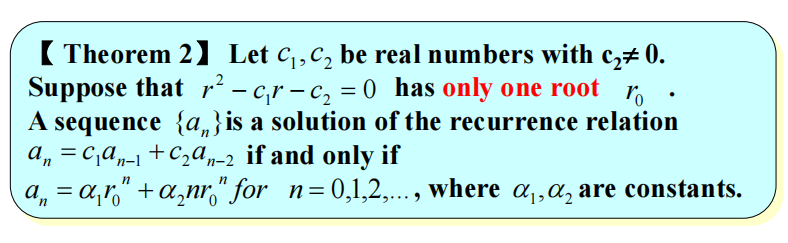 【 Theorem 2】 Let c₁, c₂ be real numbers with c₂≠ 0.
Suppose that r² − c₁r − c₂ = 0 has only one root r₀ .
A sequence {aₙ}is a solution of the recurrence relation
aₙ = c₁aₙ₋₁ + c₂aₙ₋₂ if and only if
aₙ = α₁r₀ⁿ + α₂nr₀ⁿ for n = 0,1,2,…, where α₁,α₂ are constants.